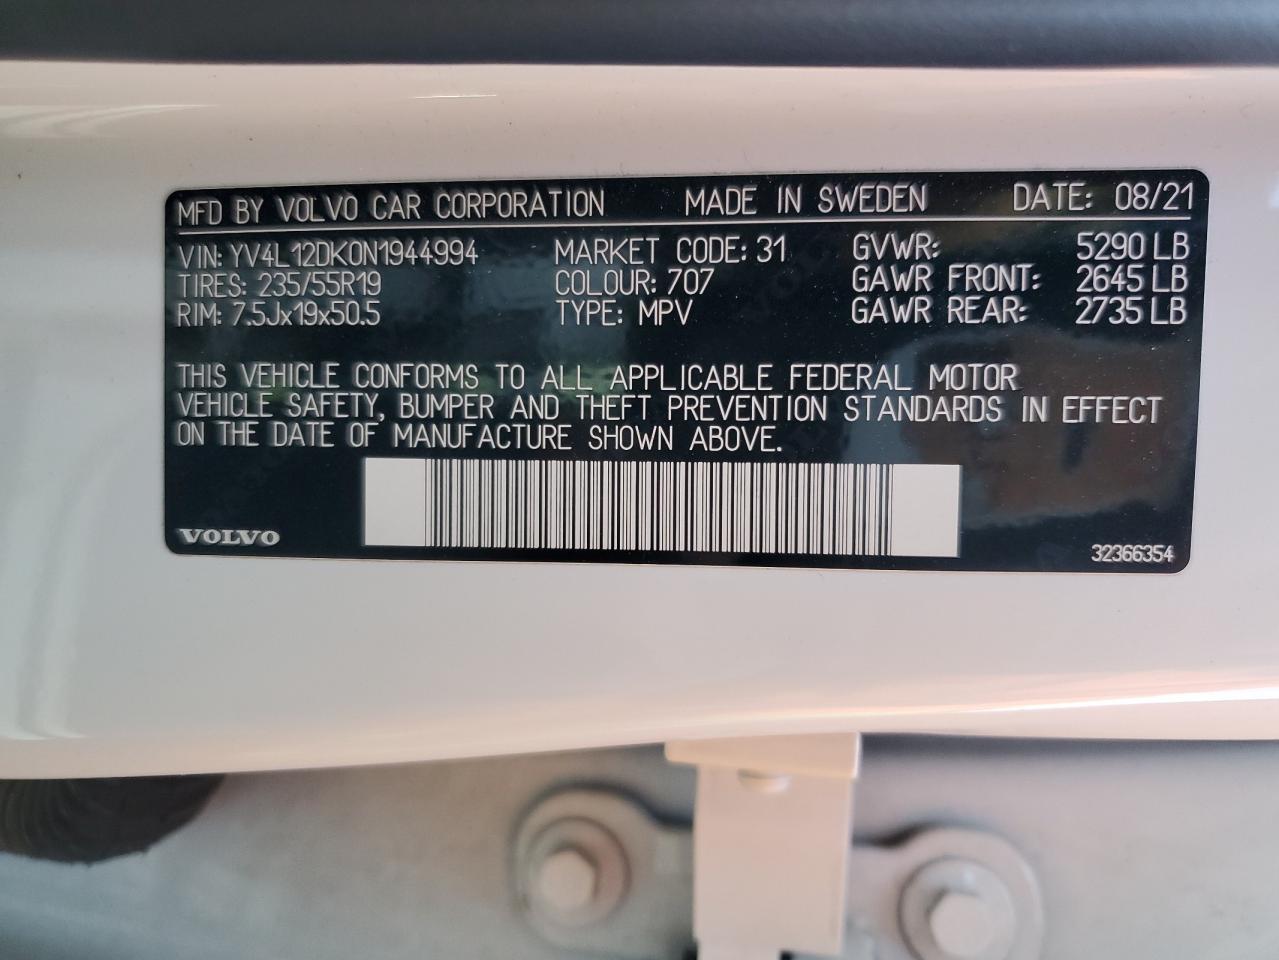 MFD BY VOLVO CAR CORPORATION MADE IN SWEDEN DATE: 08/21
VIN: YV4L12DK0N1944994 MARKET CODE: 31 GVWR: 5290 LB
TIRES: 235/55R19 COLOUR: 707 GAWR FRONT: 2645 LB
RIM: 7.5Jx19x50.5 TYPE: MPV GAWR REAR: 2735 LB
THIS VEHICLE CONFORMS TO ALL APPLICABLE FEDERAL MOTOR
VEHICLE SAFETY, BUMPER AND THEFT PREVENTION STANDARDS IN EFFECT
ON THE DATE OF MANUFACTURE SHOWN ABOVE.
VOLVO
32366354